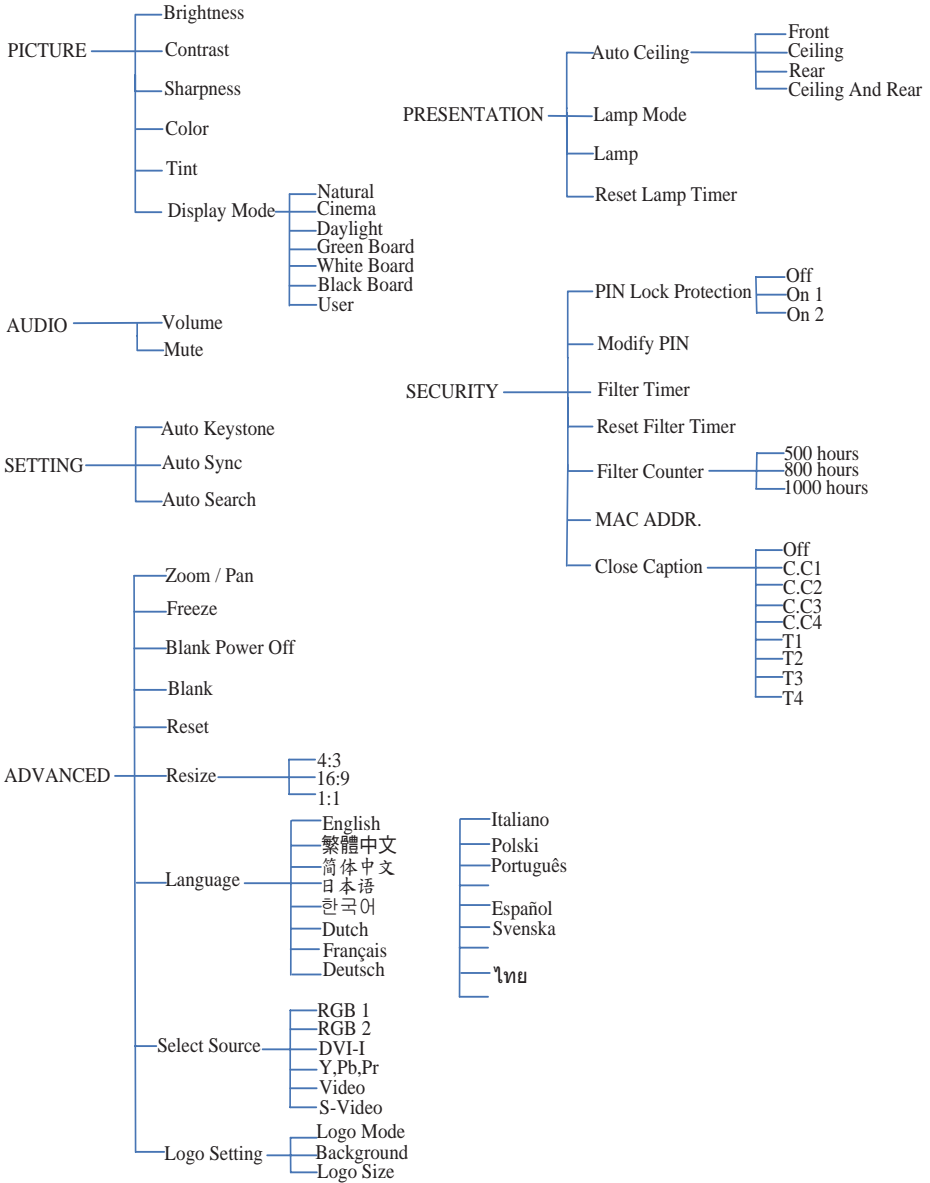 PICTURE
Brightness
Contrast
Sharpness
Color
Tint
Display Mode
Natural
Cinema
Daylight
Green Board
White Board
Black Board
User
AUDIO
Volume
Mute
SETTING
Auto Keystone
Auto Sync
Auto Search
ADVANCED
Zoom / Pan
Freeze
Blank Power Off
Blank
Reset
Resize
4:3
16:9
1:1
Language
English
繁體中文
简体中文
日本语
한국어
Dutch
Français
Deutsch
Italiano
Polski
Português
Español
Svenska
ไทย
Select Source
RGB 1
RGB 2
DVI-I
Y,Pb,Pr
Video
S-Video
Logo Setting
Logo Mode
Background
Logo Size
PRESENTATION
Auto Ceiling
Front
Ceiling
Rear
Ceiling And Rear
Lamp Mode
Lamp
Reset Lamp Timer
SECURITY
PIN Lock Protection
Off
On 1
On 2
Modify PIN
Filter Timer
Reset Filter Timer
Filter Counter
500 hours
800 hours
1000 hours
MAC ADDR.
Close Caption
Off
C.C1
C.C2
C.C3
C.C4
T1
T2
T3
T4